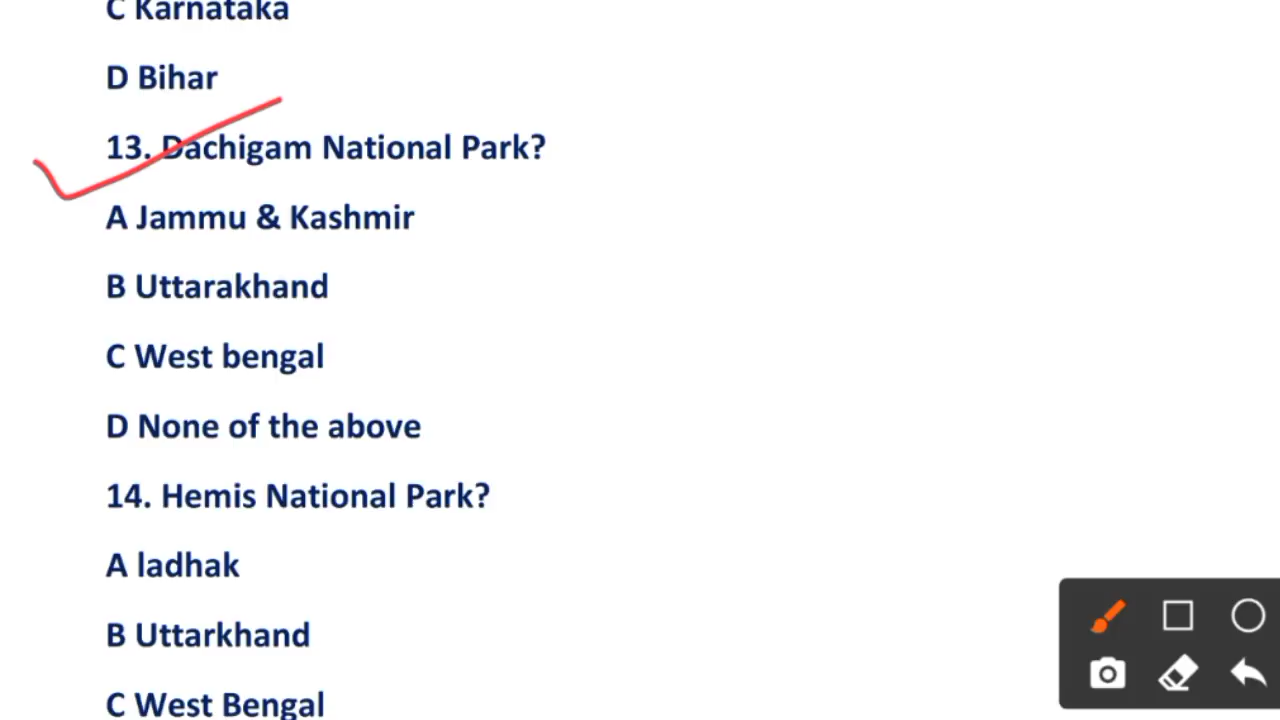 C Karnataka
D Bihar
13. Dachigam National Park?
A Jammu & Kashmir
B Uttarakhand
C West bengal
D None of the above
14. Hemis National Park?
A ladhak
B Uttarkhand
C West Bengal